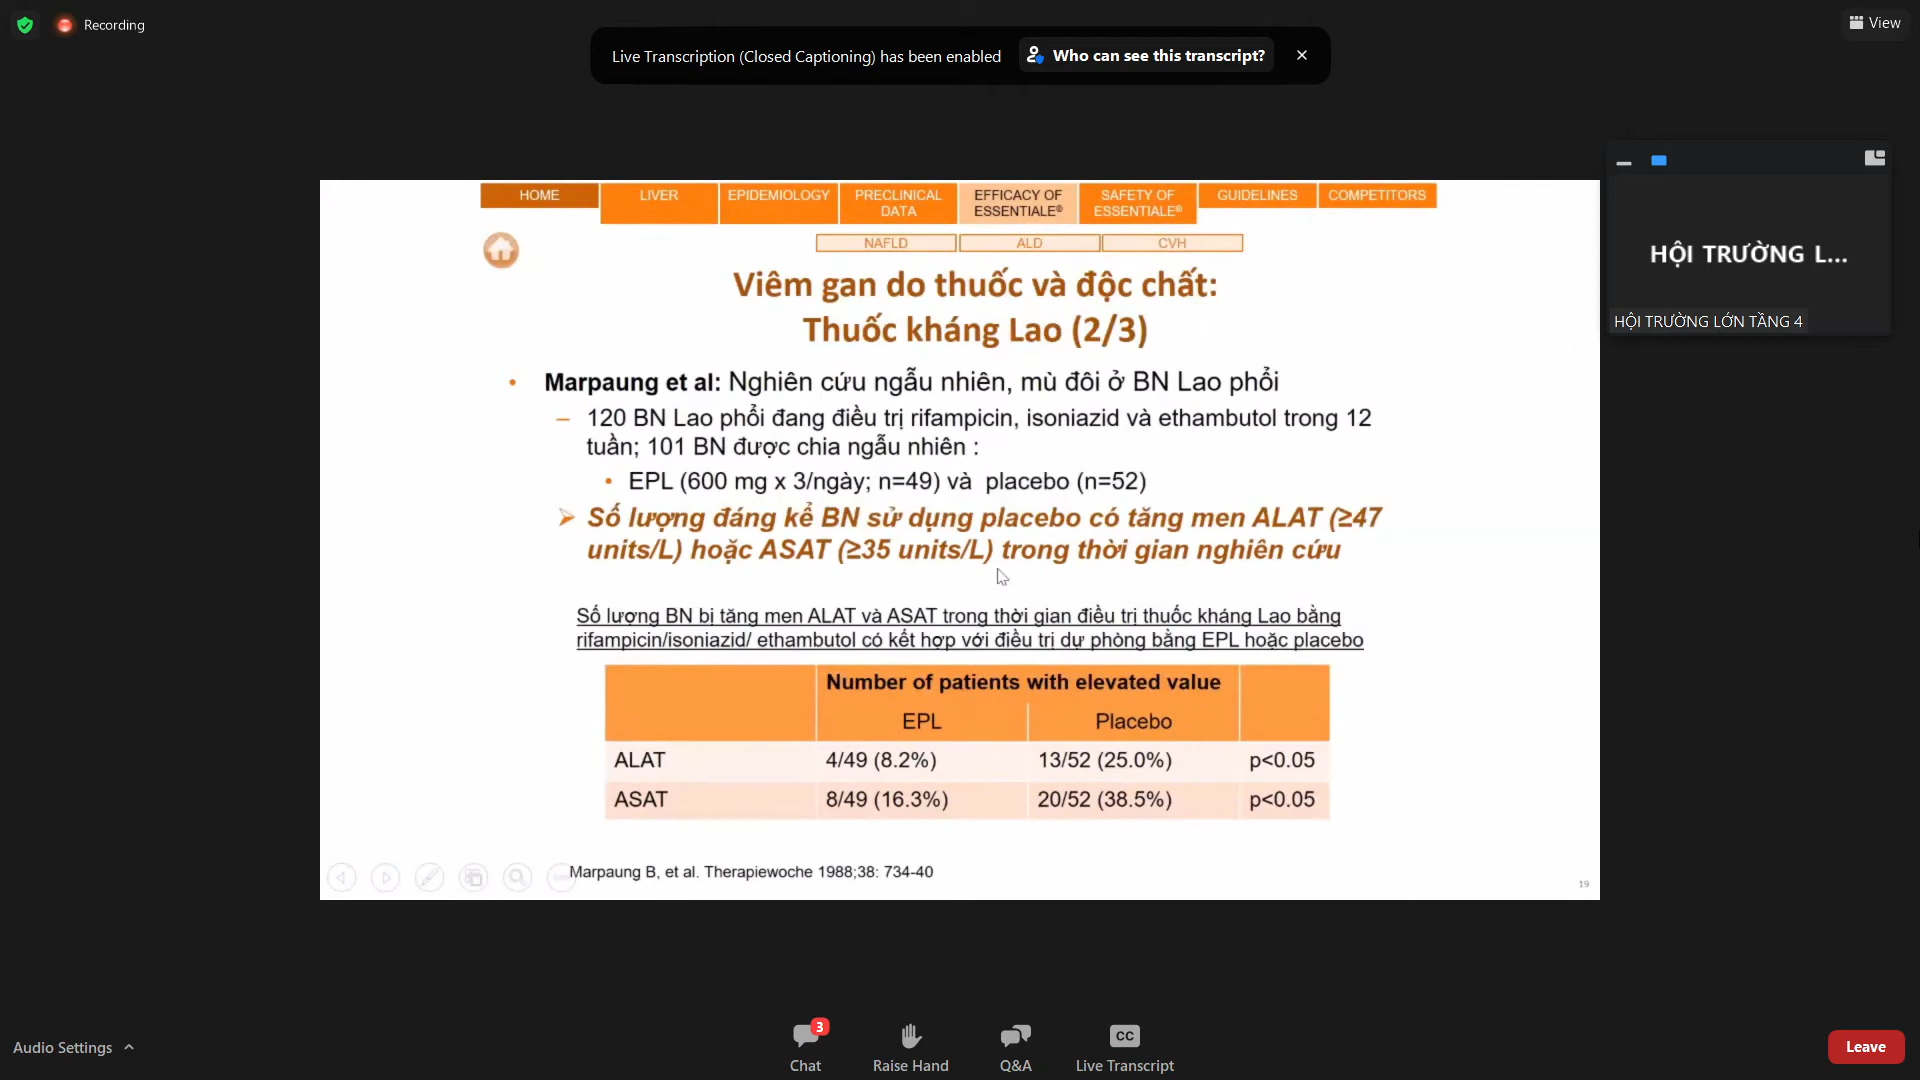 Recording
Live Transcription (Closed Captioning) has been enabled
Who can see this transcript?
View
HOME
LIVER
EPIDEMIOLOGY
PRECLINICAL
DATA
EFFICACY OF
ESSENTIALE®
SAFETY OF
ESSENTIALE®
GUIDELINES
COMPETITORS
NAFLD
ALD
CVH
HỘI TRƯỜNG L...
HỘI TRƯỜNG LỚN TẦNG 4
Viêm gan do thuốc và độc chất:
Thuốc kháng Lao (2/3)
• Marpaung et al: Nghiên cứu ngẫu nhiên, mù đôi ở BN Lao phổi
– 120 BN Lao phổi đang điều trị rifampicin, isoniazid và ethambutol trong 12
tuần; 101 BN được chia ngẫu nhiên :
• EPL (600 mg x 3/ngày; n=49) và placebo (n=52)
➢ Số lượng đáng kể BN sử dụng placebo có tăng men ALAT (≥47
units/L) hoặc ASAT (≥35 units/L) trong thời gian nghiên cứu
Số lượng BN bị tăng men ALAT và ASAT trong thời gian điều trị thuốc kháng Lao bằng
rifampicin/isoniazid/ ethambutol có kết hợp với điều trị dự phòng bằng EPL hoặc placebo
Number of patients with elevated value
EPL Placebo
ALAT 4/49 (8.2%) 13/52 (25.0%) p<0.05
ASAT 8/49 (16.3%) 20/52 (38.5%) p<0.05
Marpaung B, et al. Therapiewoche 1988;38: 734-40
19
Audio Settings
3
Chat
Raise Hand
Q&A
CC
Live Transcript
Leave